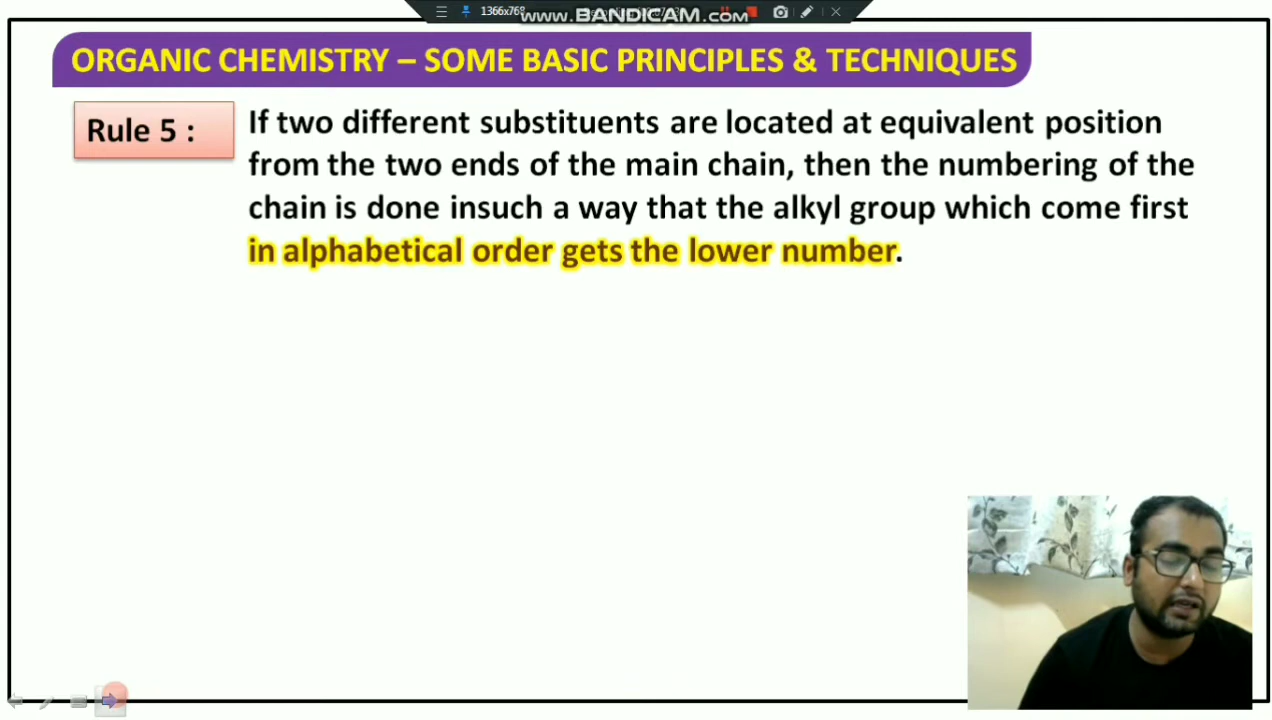 1366x768
www.BANDICAM.com
ORGANIC CHEMISTRY – SOME BASIC PRINCIPLES & TECHNIQUES
Rule 5 :
If two different substituents are located at equivalent position
from the two ends of the main chain, then the numbering of the
chain is done insuch a way that the alkyl group which come first
in alphabetical order gets the lower number.